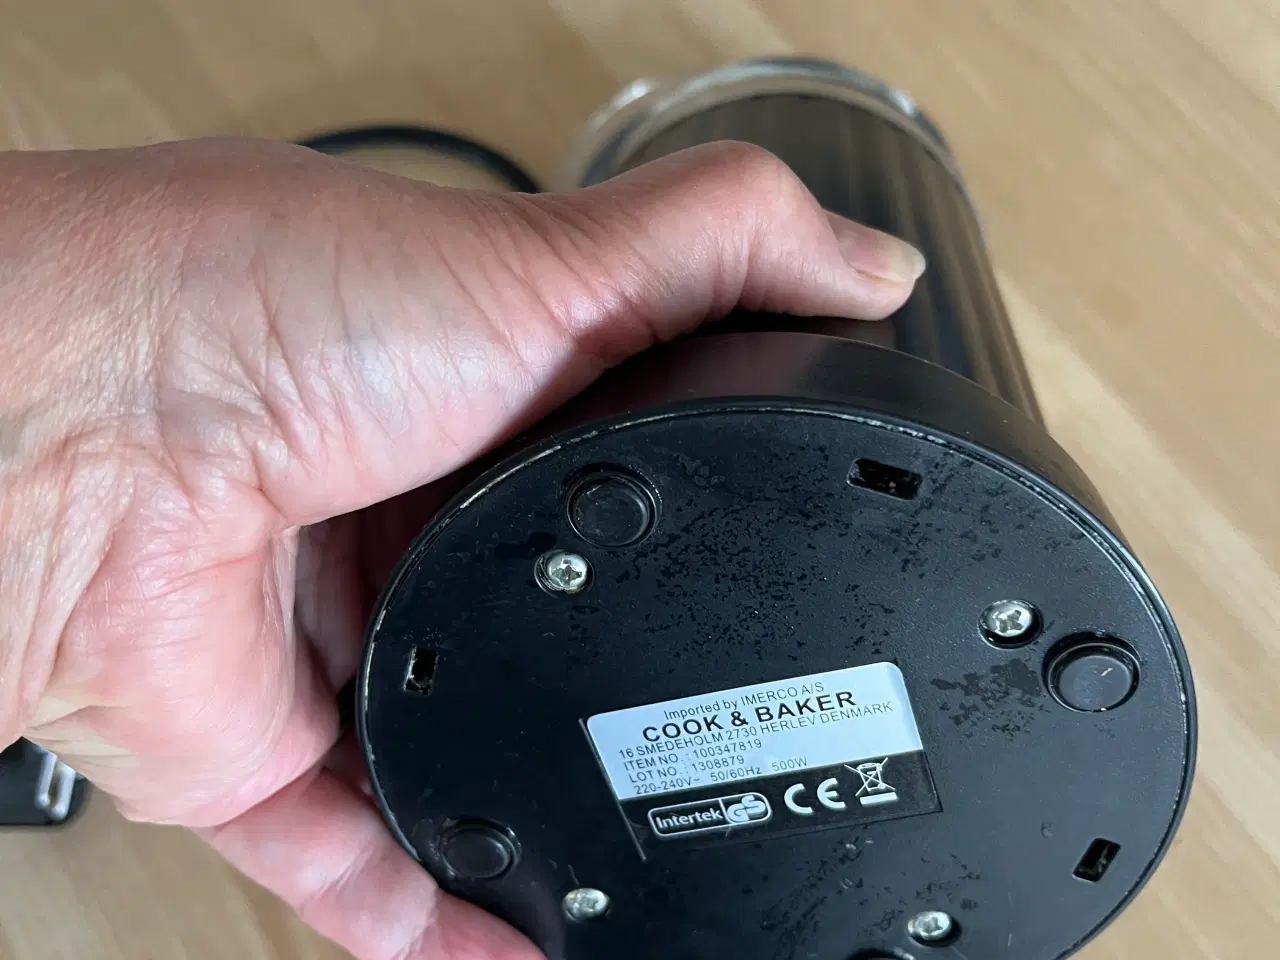 Imported by IMERCO A/S
COOK & BAKER
16 SMEDEHOLM 2730 HERLEV DENMARK
ITEM NO.: 100347819
LOT NO.: 1308879
220-240V~ 50/60Hz 500W
Intertek GS CE